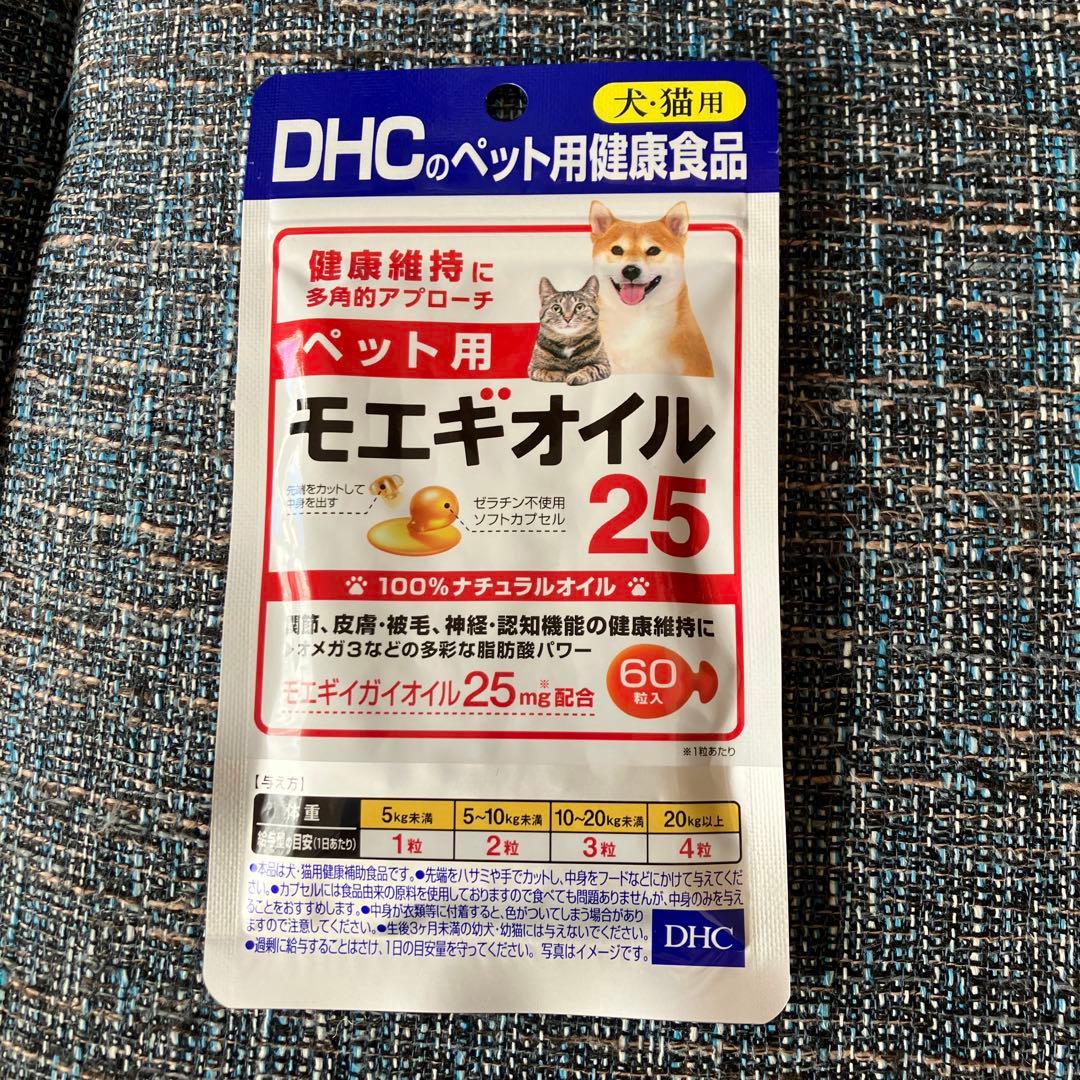 犬・猫用
DHCのペット用健康食品
健康維持に
多角的アプローチ
ペット用
モエギオイル
25
先端をカットして
中身を出す
ゼラチン不使用
ソフトカプセル
100%ナチュラルオイル
関節、皮膚・被毛、神経・認知機能の健康維持に
オメガ3などの多彩な脂肪酸パワー
モエギイガイオイル25mg※配合
60
粒入
※1粒あたり
【与え方】
体重 5kg未満 5~10kg未満 10~20kg未満 20kg以上
給与量の目安(1日あたり) 1粒 2粒 3粒 4粒
●本品は犬・猫用健康補助食品です。●先端をハサミや手でカットし、中身をフードなどにかけて与えてくだ
さい。●カプセルには食品由来の原料を使用しておりますので食べても問題ありませんが、中身のみを与え
ることをおすすめします。●中身が衣類等に付着すると、色がついてしまう場合があり
ますので注意してください。●生後3ヶ月未満の幼犬・幼猫には与えないでください。
●過剰に給与することはさけ、1日の目安量を守ってください。写真はイメージです。
DHC